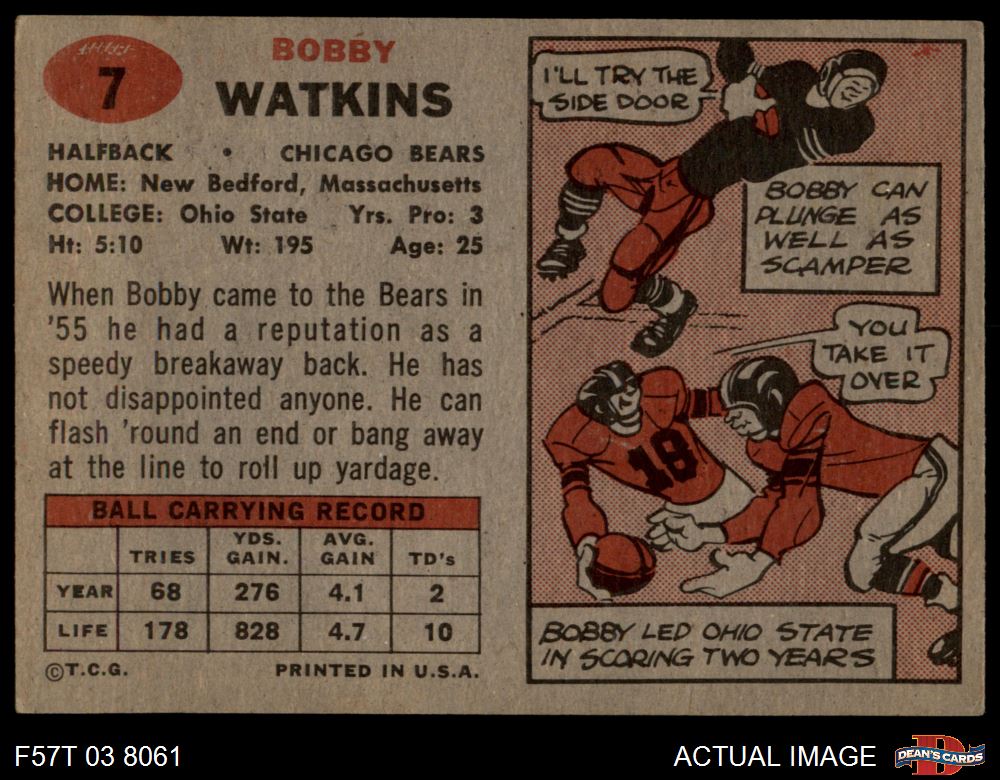 7
BOBBY
WATKINS
HALFBACK • CHICAGO BEARS
HOME: New Bedford, Massachusetts
COLLEGE: Ohio State Yrs. Pro: 3
Ht: 5:10 Wt: 195 Age: 25
When Bobby came to the Bears in
'55 he had a reputation as a
speedy breakaway back. He has
not disappointed anyone. He can
flash 'round an end or bang away
at the line to roll up yardage.
BALL CARRYING RECORD
TRIES YDS. GAIN. AVG. GAIN TD's
YEAR 68 276 4.1 2
LIFE 178 828 4.7 10
©T.C.G. PRINTED IN U.S.A.
I'LL TRY THE
SIDE DOOR
BOBBY CAN
PLUNGE AS
WELL AS
SCAMPER
YOU
TAKE IT
OVER
18
BOBBY LED OHIO STATE
IN SCORING TWO YEARS
F57T 03 8061
ACTUAL IMAGE
D
DEAN'S CARDS